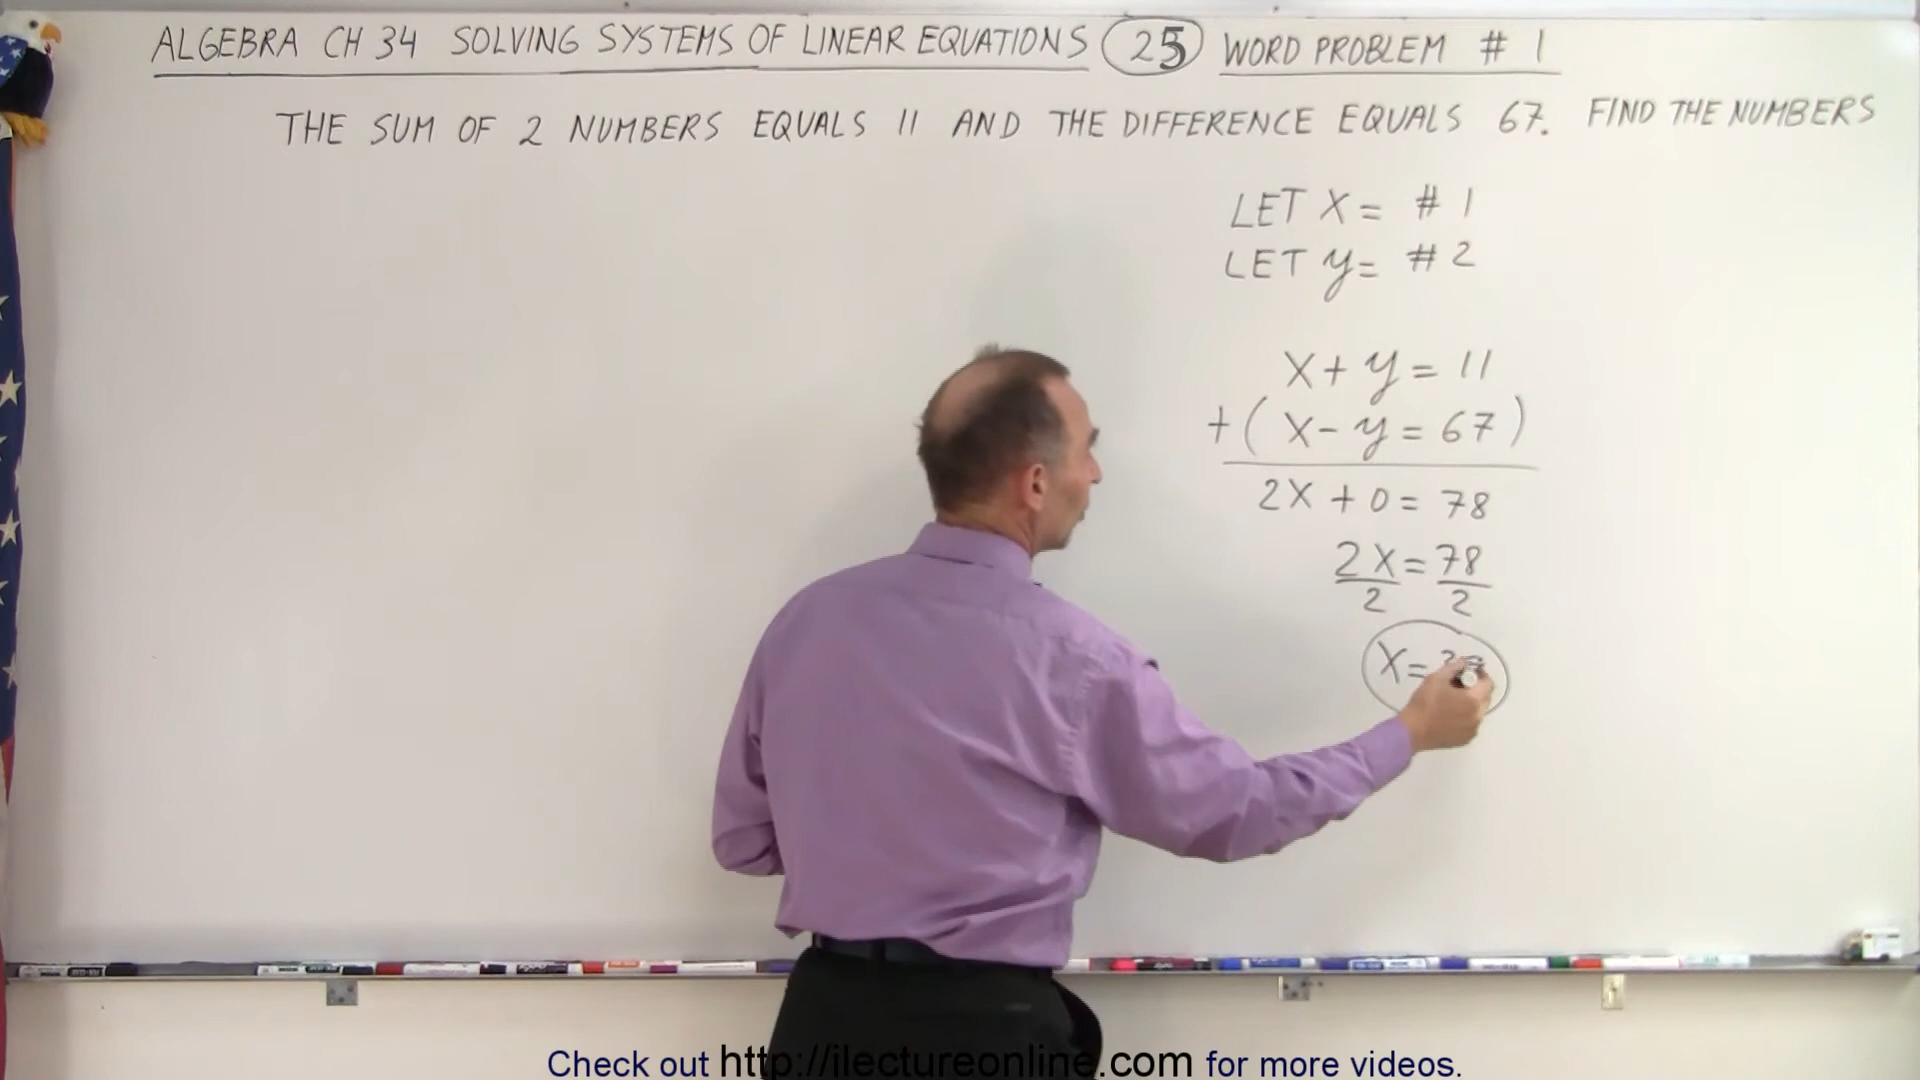 ALGEBRA CH 34 SOLVING SYSTEMS OF LINEAR EQUATIONS 25 WORD PROBLEM # 1
THE SUM OF 2 NUMBERS EQUALS 11 AND THE DIFFERENCE EQUALS 67. FIND THE NUMBERS
LET X = # 1
LET y = # 2
X + y = 11
+ ( X - y = 67 )
2X + 0 = 78
2X = 78
2 2
X =
Check out http://ilectureonline.com for more videos.